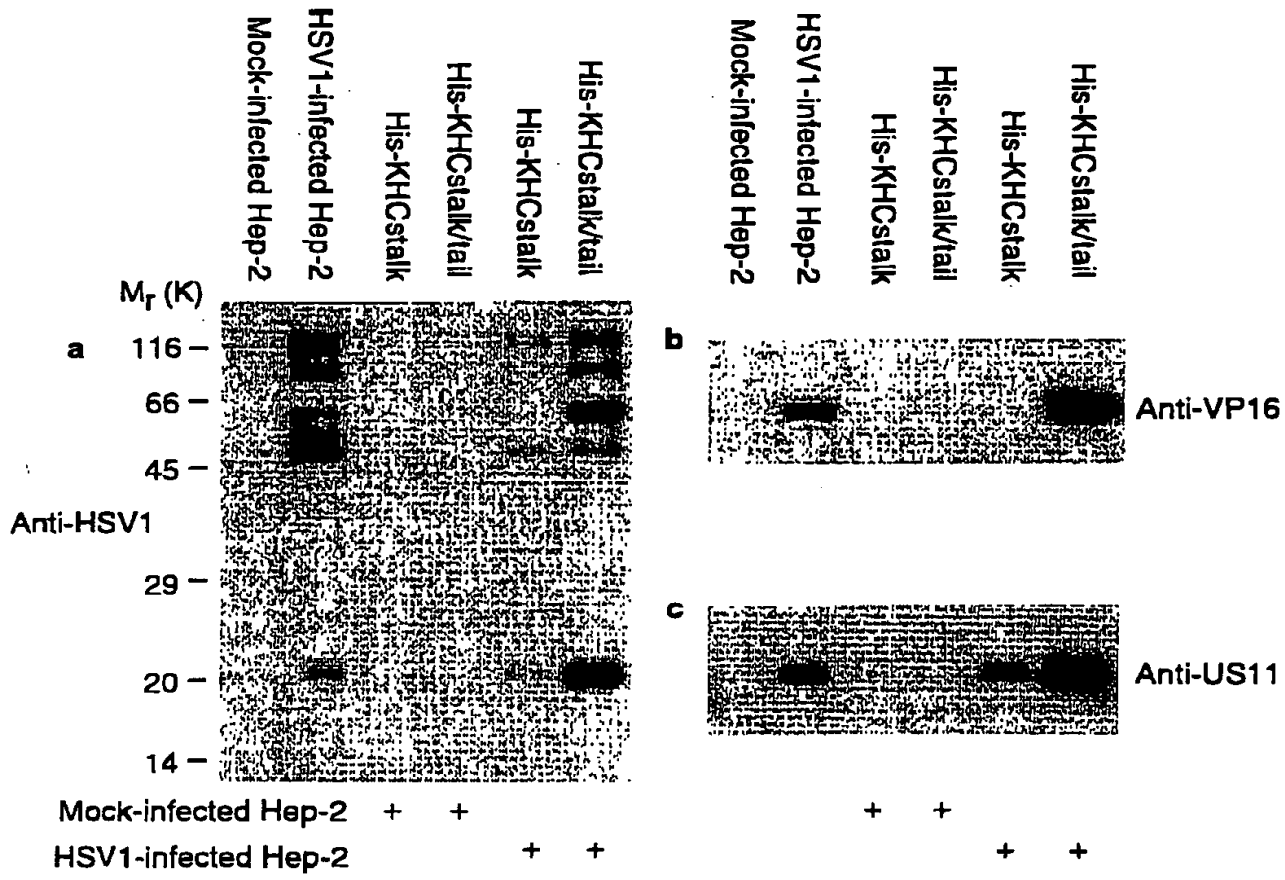 Mock-infected Hep-2
HSV1-infected Hep-2
His-KHCstalk
His-KHCstalk/tail
His-KHCstalk
His-KHCstalk/tail
Mock-infected Hep-2
HSV1-infected Hep-2
His-KHCstalk
His-KHCstalk/tail
His-KHCstalk
His-KHCstalk/tail
Mr (K)
a
116 –
66 –
45 –
Anti-HSV1
29 –
20 –
14 –
b
Anti-VP16
c
Anti-US11
Mock-infected Hep-2 + + + +
HSV1-infected Hep-2 + + + +